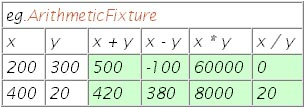 eg.ArithmeticFixture
x y x + y x - y x * y x / y
200 300 500 -100 60000 0
400 20 420 380 8000 20